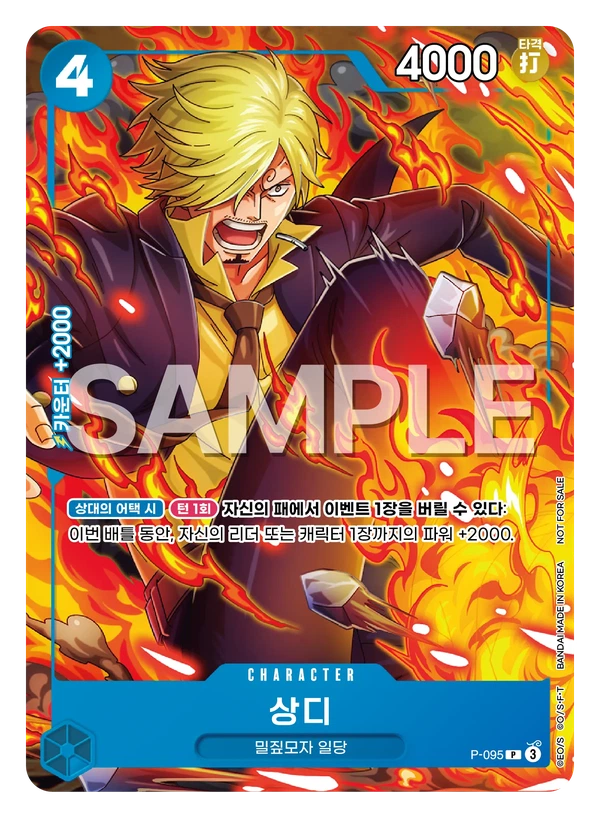 4
4000
타격
打
카운터 +2000
SAMPLE
상대의 어택 시 턴 1회 자신의 패에서 이벤트 1장을 버릴 수 있다:
이번 배틀 동안, 자신의 리더 또는 캐릭터 1장까지의 파워 +2000.
CHARACTER
상디
밀짚모자 일당
P-095 P 3
©EO/S ©O/S·F·T BANDAI MADE IN KOREA NOT FOR SALE